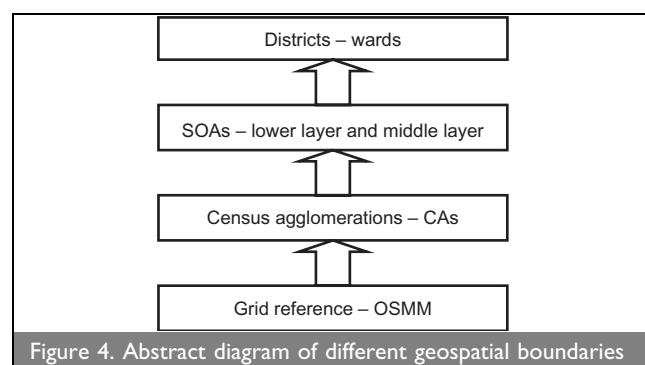 Districts – wards
SOAs – lower layer and middle layer
Census agglomerations – CAs
Grid reference – OSMM
Figure 4. Abstract diagram of different geospatial boundaries